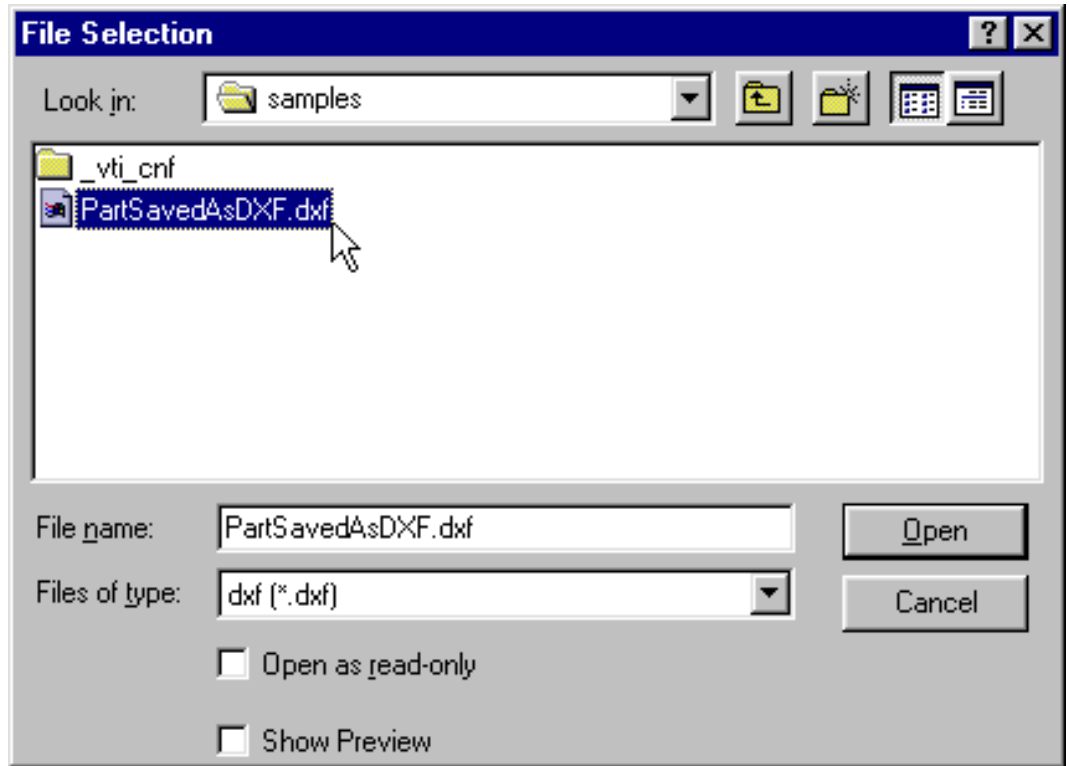 File Selection
Look in: samples
_vti_cnf
PartSavedAsDXF.dxf
File name: PartSavedAsDXF.dxf Open
Files of type: dxf (*.dxf) Cancel
Open as read-only
Show Preview